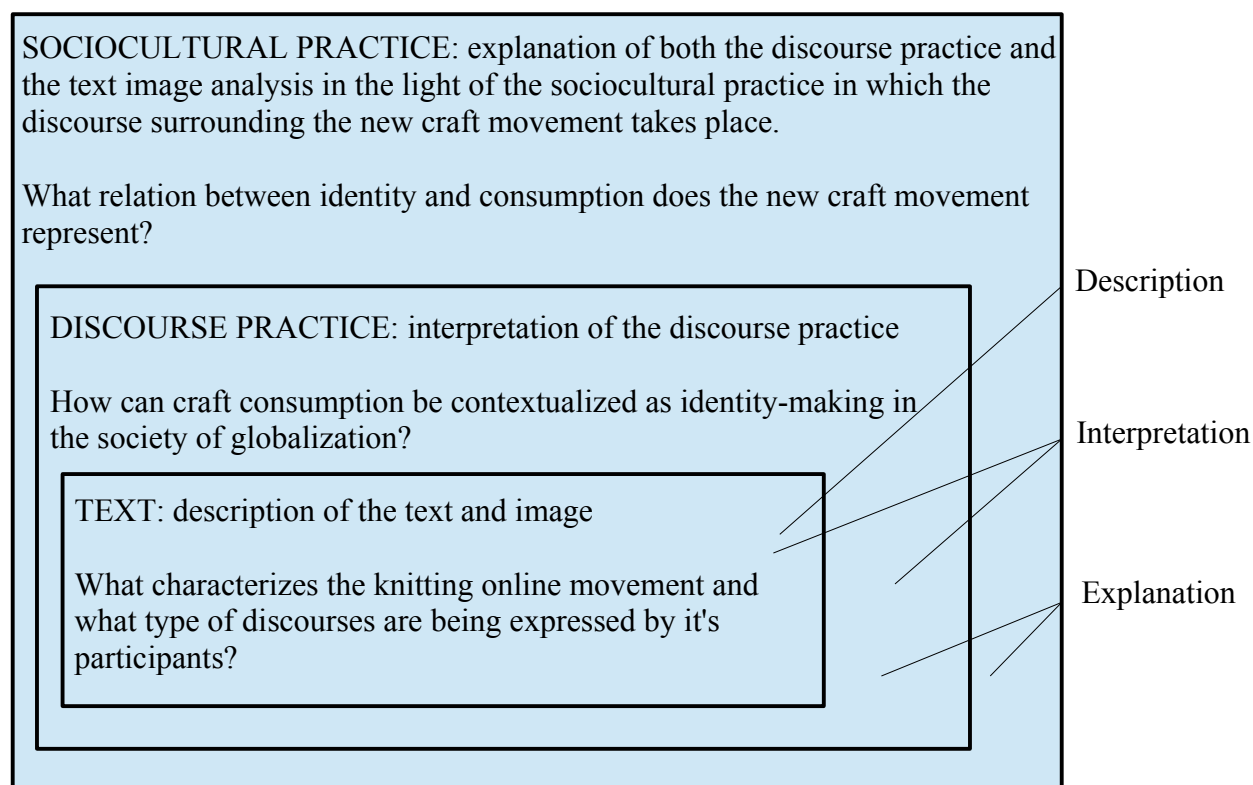 SOCIOCULTURAL PRACTICE: explanation of both the discourse practice and
the text image analysis in the light of the sociocultural practice in which the
discourse surrounding the new craft movement takes place.
What relation between identity and consumption does the new craft movement
represent?
Description
DISCOURSE PRACTICE: interpretation of the discourse practice
How can craft consumption be contextualized as identity-making in
the society of globalization?
Interpretation
TEXT: description of the text and image
What characterizes the knitting online movement and
what type of discourses are being expressed by it's
participants?
Explanation